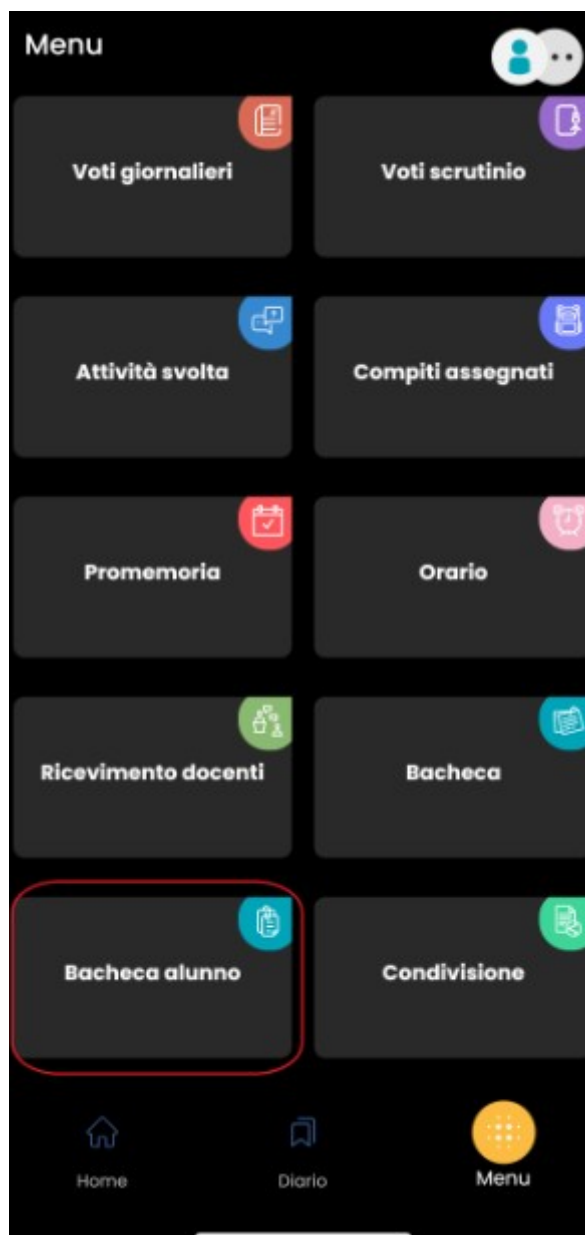 Menu
Voti giornalieri
Voti scrutinio
Attività svolta
Compiti assegnati
Promemoria
Orario
Ricevimento docenti
Bacheca
Bacheca alunno
Condivisione
Home
Diario
Menu